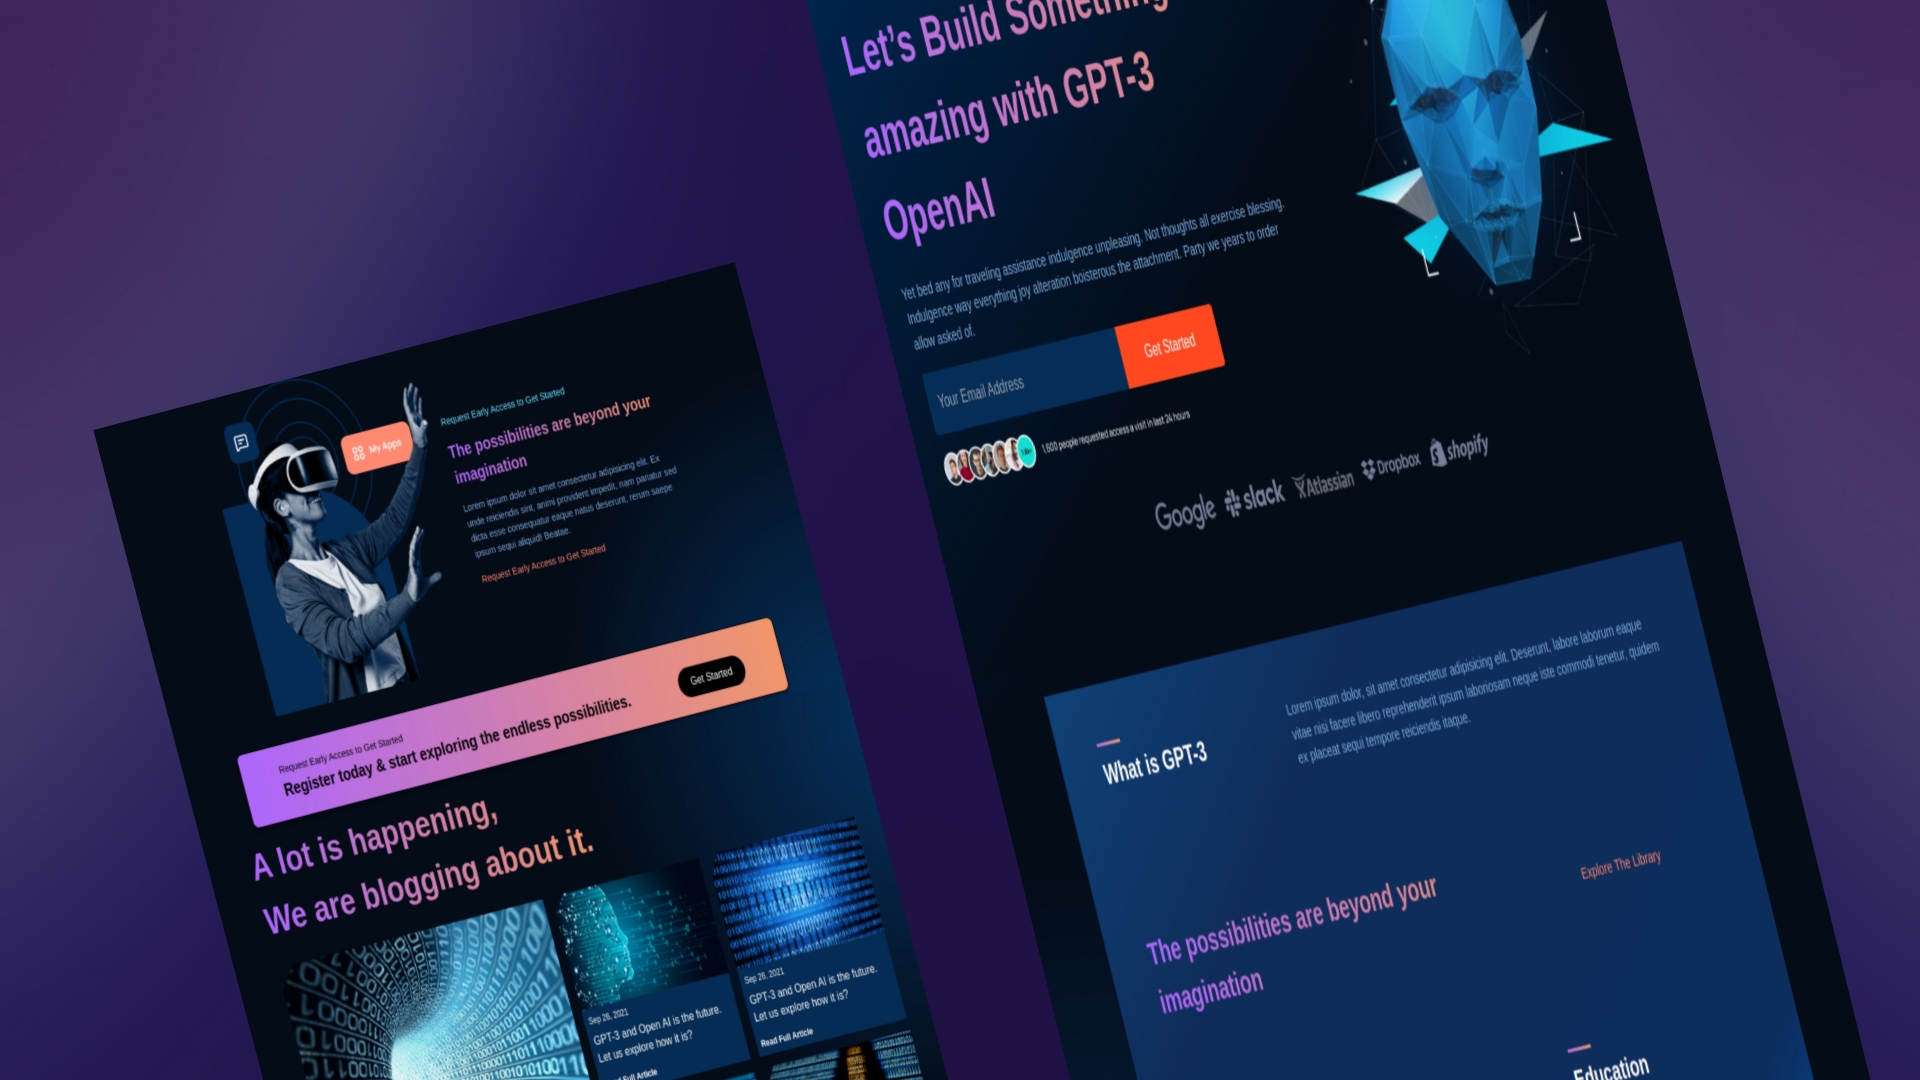 Let's Build Something
amazing with GPT-3
OpenAI
Yet bed any for traveling assistance indulgence unpleasing. Not thoughts all exercise blessing.
Indulgence way everything joy alteration boisterous the attachment. Party we years to order
allow asked of.
Your Email Address
Get Started
1,600 people requested access a visit in last 24 hours
Google
slack
Atlassian
Dropbox
shopify
What is GPT-3
Lorem ipsum dolor, sit amet consectetur adipisicing elit. Deserunt, labore laborum eaque
vitae nisi facere libero reprehenderit ipsum laboriosam neque iste commodi tenetur, quidem
ex placeat sequi tempore reiciendis itaque.
The possibilities are beyond your
imagination
Explore The Library
Education
My Apps
Request Early Access to Get Started
The possibilities are beyond your
imagination
Lorem ipsum dolor sit amet consectetur adipisicing elit. Ex
unde reiciendis sint, animi provident impedit, nam pariatur sed
dicta esse consequatur eaque natus deserunt, rerum saepe
ipsum sequi aliquid! Beatae.
Request Early Access to Get Started
Request Early Access to Get Started
Register today & start exploring the endless possibilities.
Get Started
A lot is happening,
We are blogging about it.
Sep 26, 2021
GPT-3 and Open AI is the future.
Let us explore how it is?
Full Article
Sep 26, 2021
GPT-3 and Open AI is the future.
Let us explore how it is?
Read Full Article